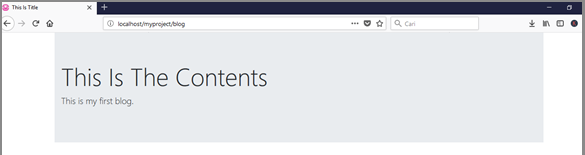 This Is Title
localhost/myproject/blog
Cari
This Is The Contents
This is my first blog.